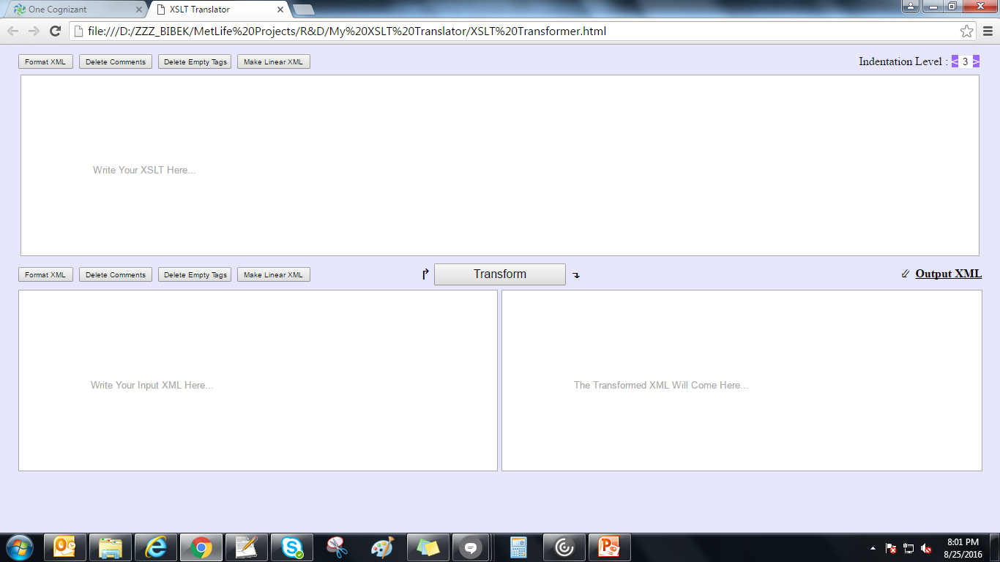 One Cognizant
XSLT Translator
file:///D:/ZZZ_BIBEK/MetLife%20Projects/R&D/My%20XSLT%20Translator/XSLT%20Transformer.html
Format XML Delete Comments Delete Empty Tags Make Linear XML Indentation Level : < 3 >
Write Your XSLT Here...
Format XML Delete Comments Delete Empty Tags Make Linear XML Transform Output XML
Write Your Input XML Here...
The Transformed XML Will Come Here...
8:01 PM
8/25/2016